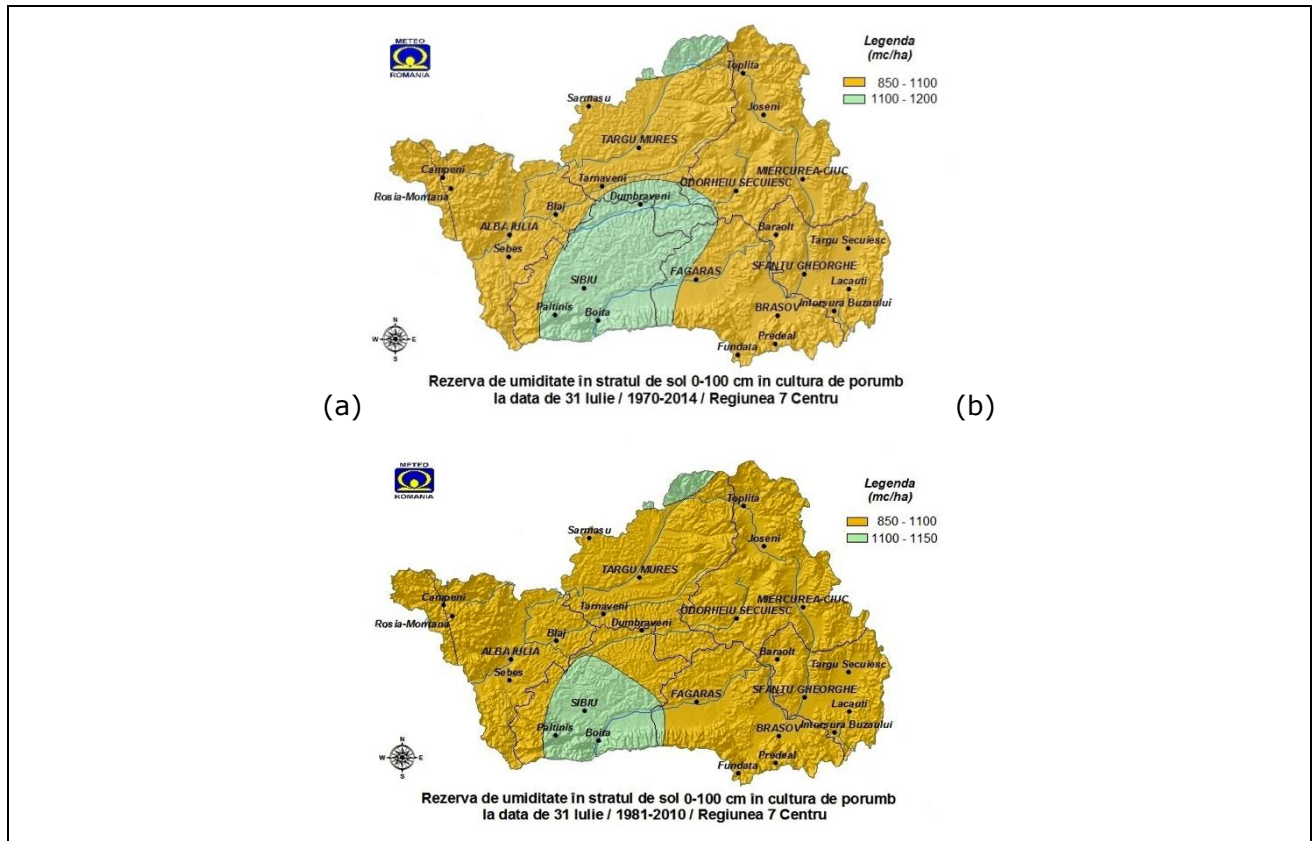 METEO
ROMANIA
Legenda
(mc/ha)
850 - 1100
1100 - 1200
Toplita
Sarmasu
Joseni
TARGU MURES
Campeni
MIERCUREA-CIUC
Tarnaveni
ODORHEIU SECUIESC
Rosia-Montana
Dumbraveni
Blaj
ALBA IULIA
Baraolt
Targu Secuiesc
Sebes
FAGARAS
SFANTU GHEORGHE
SIBIU
Lacauti
Intorsura Buzaului
Paltinis
Boita
BRASOV
Predeal
Fundata
N
W
E
S
Rezerva de umiditate în stratul de sol 0-100 cm în cultura de porumb
la data de 31 Iulie / 1970-2014 / Regiunea 7 Centru
(a)
(b)
METEO
ROMANIA
Legenda
(mc/ha)
850 - 1100
1100 - 1150
Toplita
Sarmasu
Joseni
TARGU MURES
Campeni
MIERCUREA-CIUC
Tarnaveni
ODORHEIU SECUIESC
Rosia-Montana
Dumbraveni
Blaj
ALBA IULIA
Baraolt
Targu Secuiesc
Sebes
FAGARAS
SFANTU GHEORGHE
SIBIU
Lacauti
Intorsura Buzaului
Paltinis
Boita
BRASOV
Predeal
Fundata
N
W
E
S
Rezerva de umiditate în stratul de sol 0-100 cm în cultura de porumb
la data de 31 Iulie / 1981-2010 / Regiunea 7 Centru